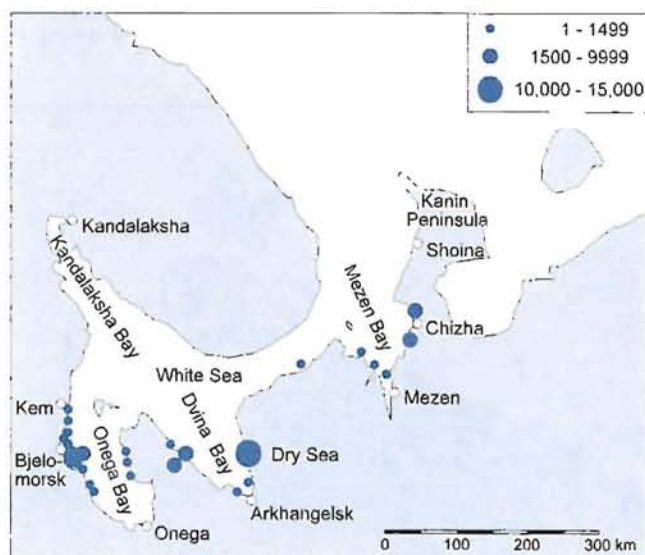 1 - 1499
1500 - 9999
10,000 - 15,000
Kanin
Peninsula
Shoina
Kandalaksha
Kandalaksha Bay
Mezen Bay
Chizha
White Sea
Mezen
Kem
Dvina Bay
Onega Bay
Dry Sea
Bjelo-
morsk
Arkhangelsk
Onega
0 100 200 300 km